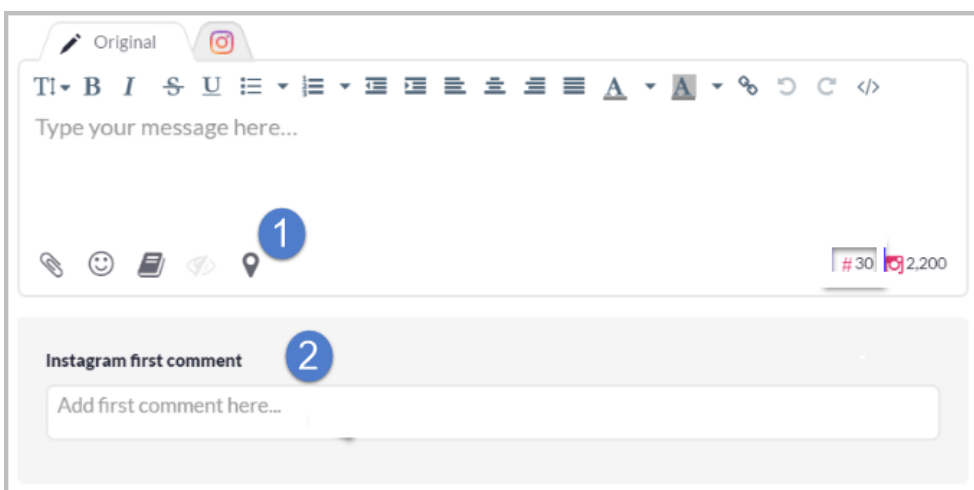 Original
T B I S U A A </>
Type your message here...
1
# 30 2,200
Instagram first comment
2
Add first comment here...